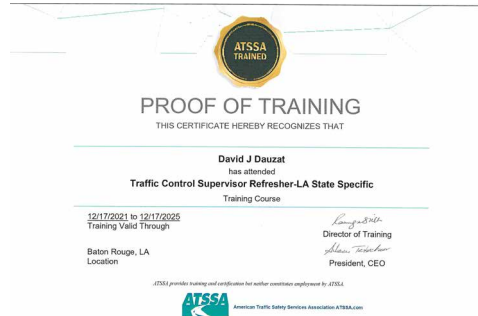 ATSSA
TRAINED
PROOF OF TRAINING
THIS CERTIFICATE HEREBY RECOGNIZES THAT
David J Dauzat
has attended
Traffic Control Supervisor Refresher-LA State Specific
Training Course
12/17/2021 to 12/17/2025
Training Valid Through
Director of Training
Baton Rouge, LA
Location
President, CEO
ATSSA provides training and certification but neither constitutes employment by ATSSA.
ATSSA
American Traffic Safety Services Association ATSSA.com